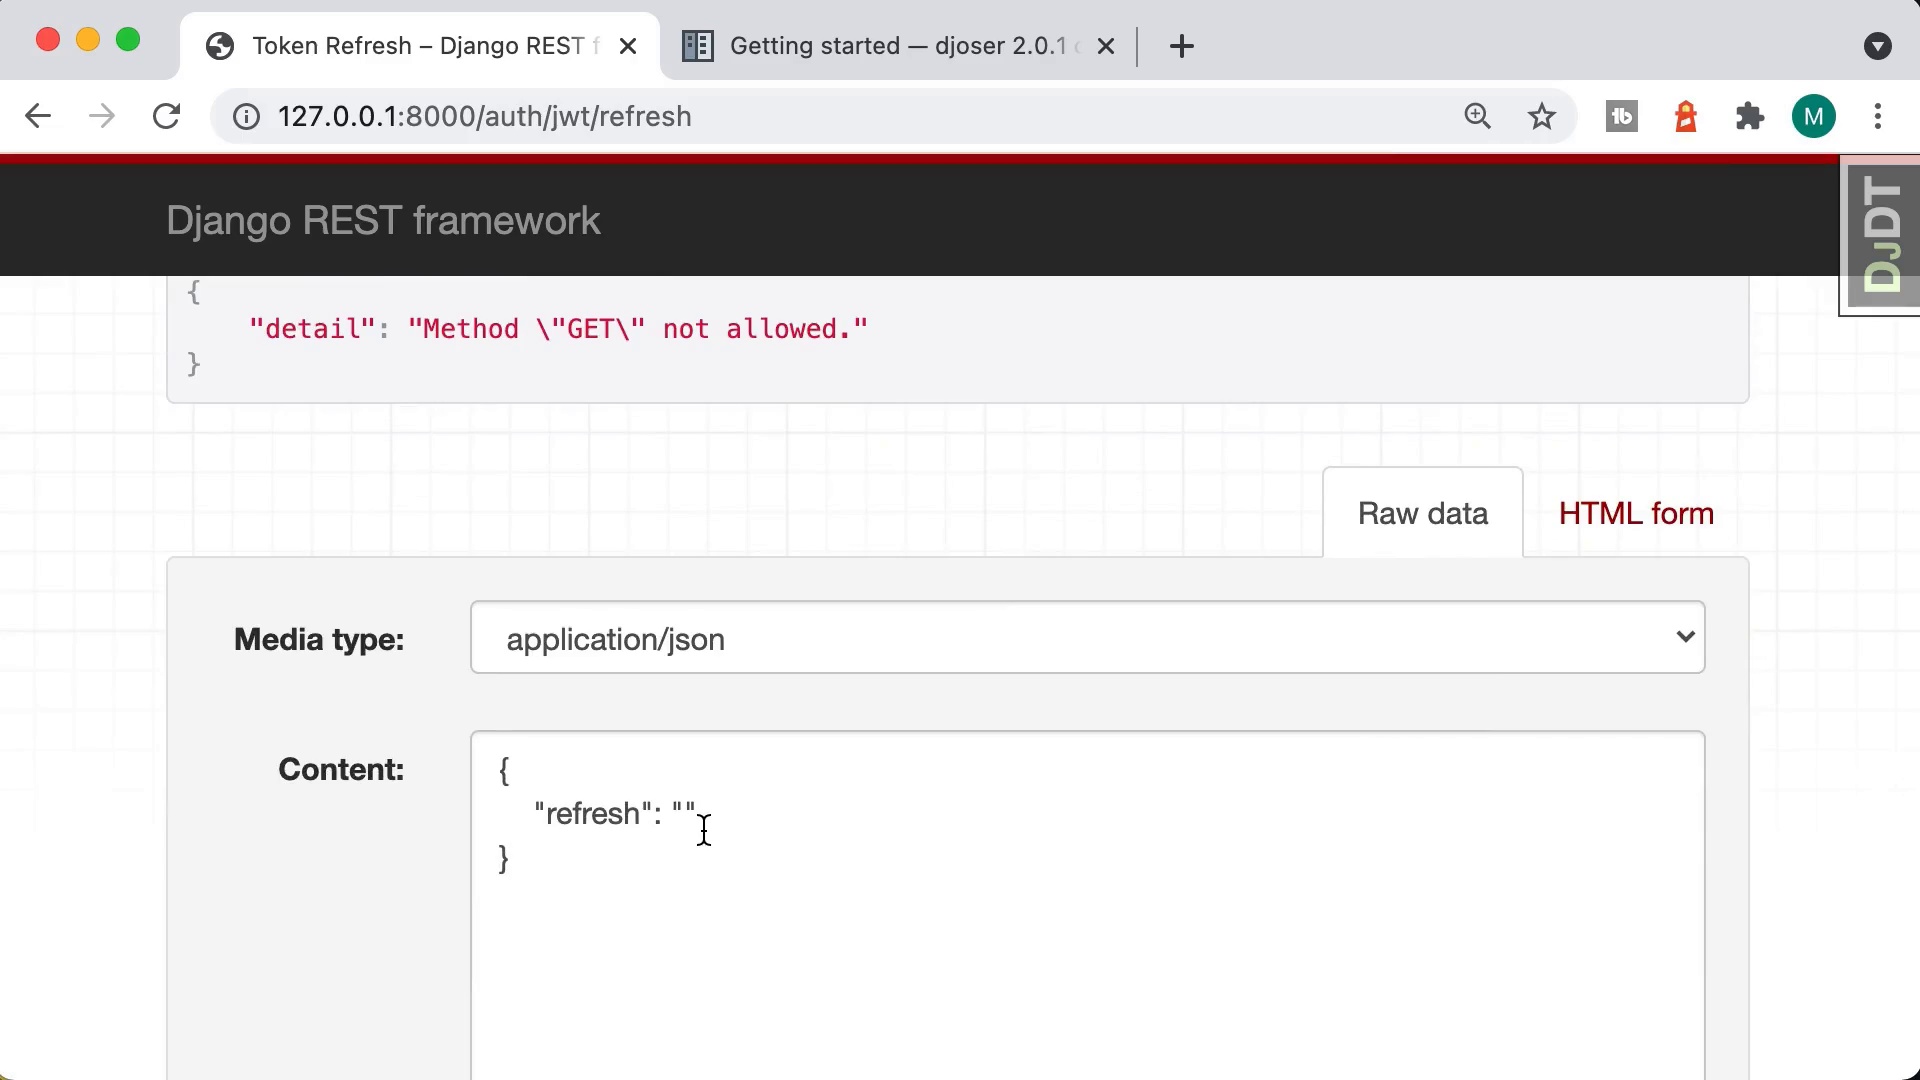 Token Refresh – Django REST f
Getting started — djoser 2.0.1
127.0.0.1:8000/auth/jwt/refresh
tb
M
Django REST framework
DJDT
{
"detail": "Method \"GET\" not allowed."
}
Raw data
HTML form
Media type:
application/json
Content:
{
"refresh": ""
}